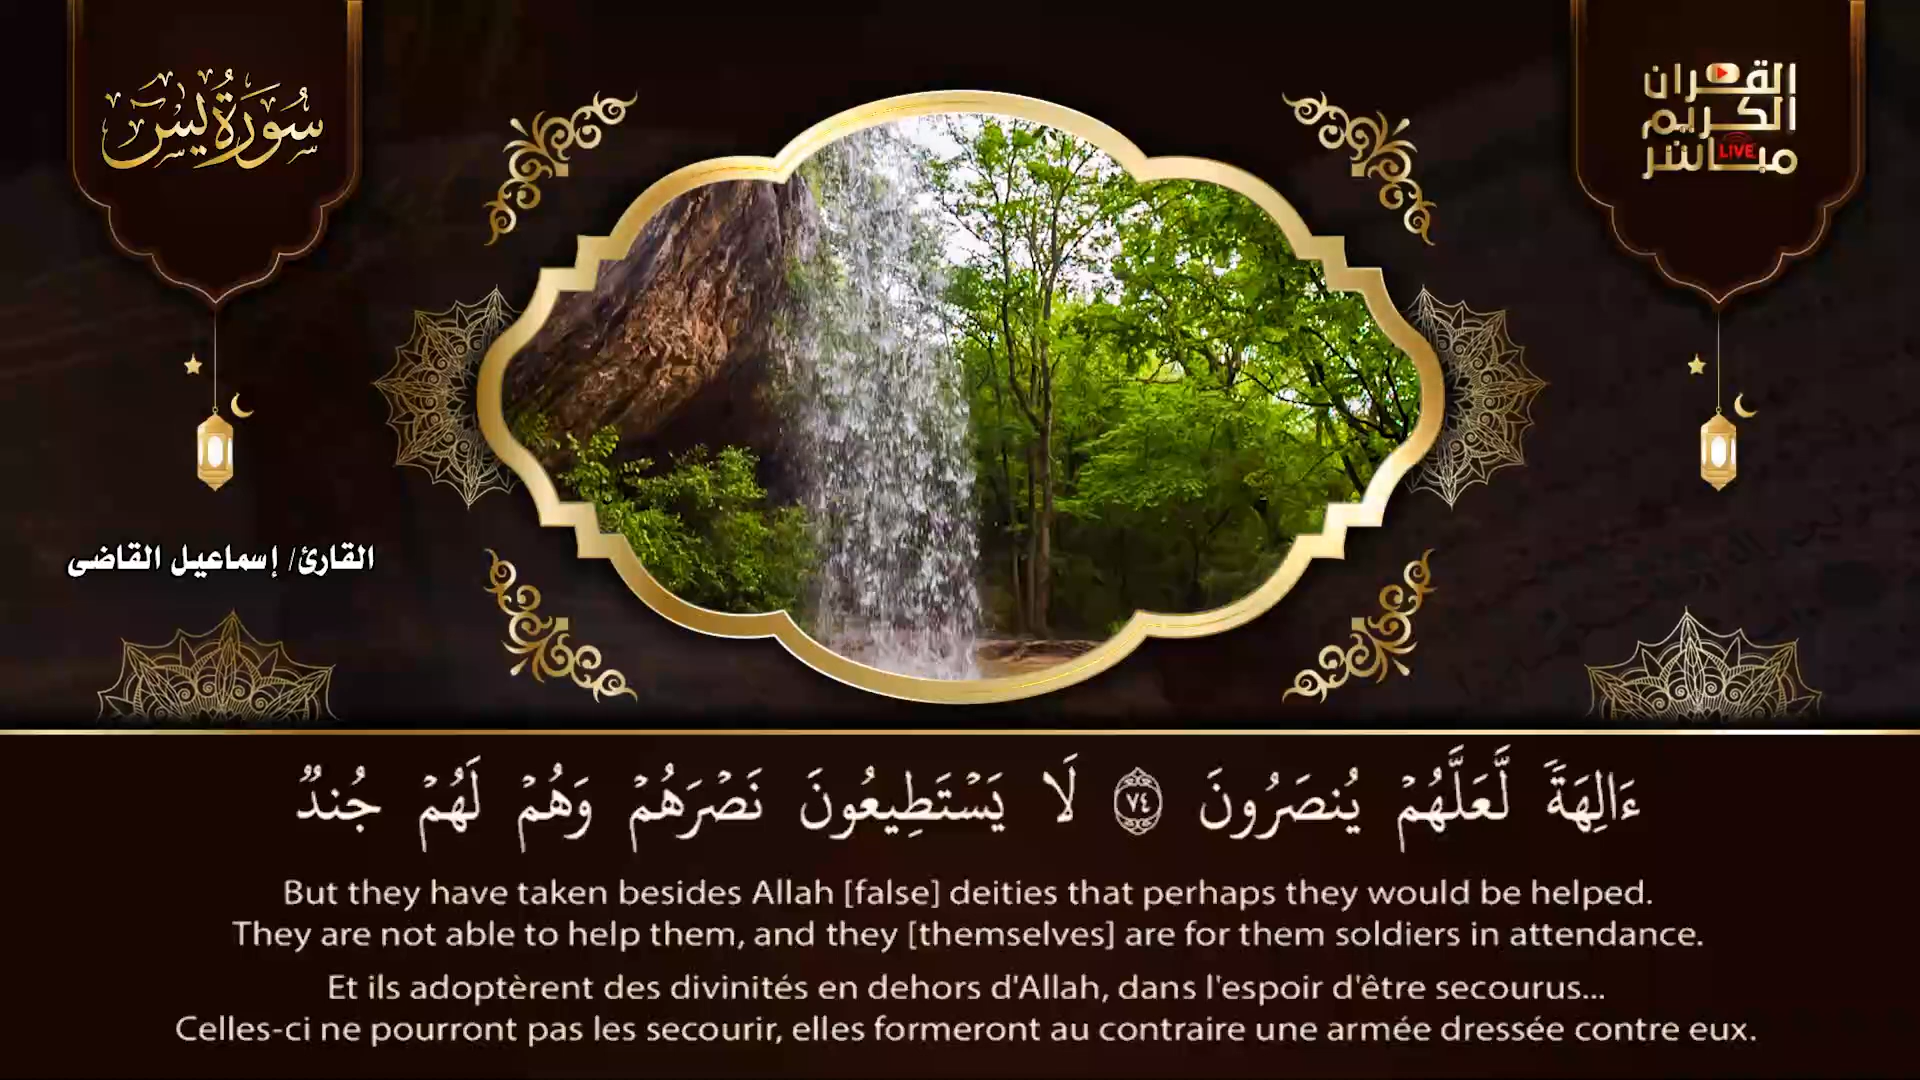 سُورَةُ يسٓ
القران
الكريم
مباشر
LIVE
القارئ/ إسماعيل القاضى
ءَالِهَةٗ لَّعَلَّهُمۡ يُنصَرُونَ ٧٤ لَا يَسۡتَطِيعُونَ نَصۡرَهُمۡ وَهُمۡ لَهُمۡ جُندٞ
But they have taken besides Allah [false] deities that perhaps they would be helped.
They are not able to help them, and they [themselves] are for them soldiers in attendance.
Et ils adoptèrent des divinités en dehors d'Allah, dans l'espoir d'être secourus...
Celles-ci ne pourront pas les secourir, elles formeront au contraire une armée dressée contre eux.